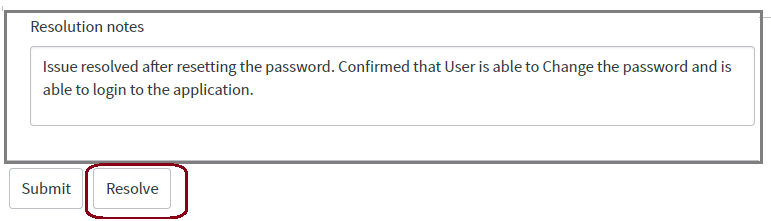 Resolution notes
Issue resolved after resetting the password. Confirmed that User is able to Change the password and is
able to login to the application.
Submit Resolve